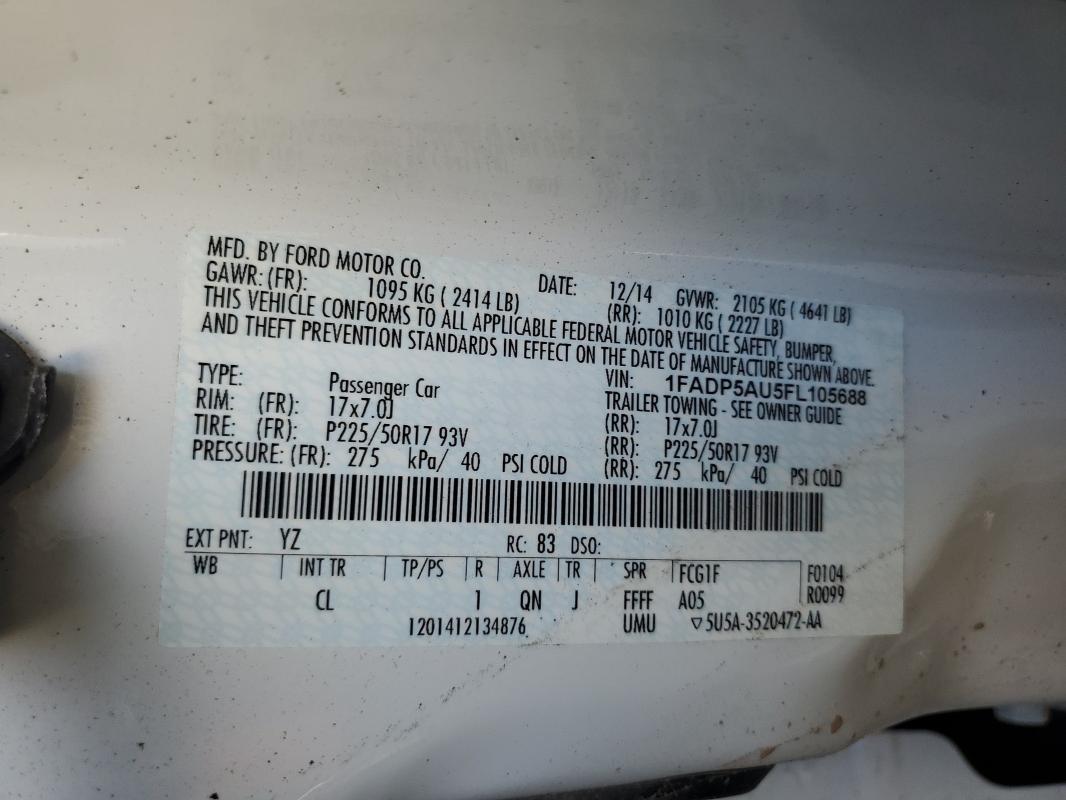 MFD. BY FORD MOTOR CO.
DATE: 12/14 GVWR: 2105 KG ( 4641 LB)
GAWR: (FR): 1095 KG ( 2414 LB) (RR): 1010 KG ( 2227 LB)
THIS VEHICLE CONFORMS TO ALL APPLICABLE FEDERAL MOTOR VEHICLE SAFETY, BUMPER,
AND THEFT PREVENTION STANDARDS IN EFFECT ON THE DATE OF MANUFACTURE SHOWN ABOVE.
VIN: 1FADP5AU5FL105688
TYPE: Passenger Car TRAILER TOWING - SEE OWNER GUIDE
RIM: (FR): 17x7.0J (RR): 17x7.0J
TIRE: (FR): P225/50R17 93V (RR): P225/50R17 93V
PRESSURE: (FR): 275 kPa/ 40 PSI COLD (RR): 275 kPa/ 40 PSI COLD
EXT PNT: YZ RC: 83 DSO:
WB INT TR TP/PS R AXLE TR SPR FCG1F F0104
CL 1 QN J FFFF A05 R0099
1201412134876 UMU ▽5U5A-3520472-AA